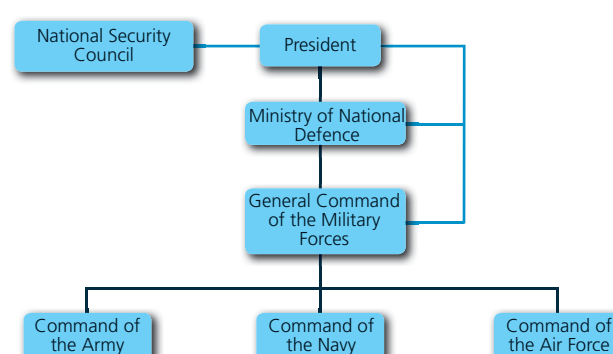 National Security
Council
President
Ministry of National
Defence
General Command
of the Military
Forces
Command of
the Army
Command of
the Navy
Command of
the Air Force